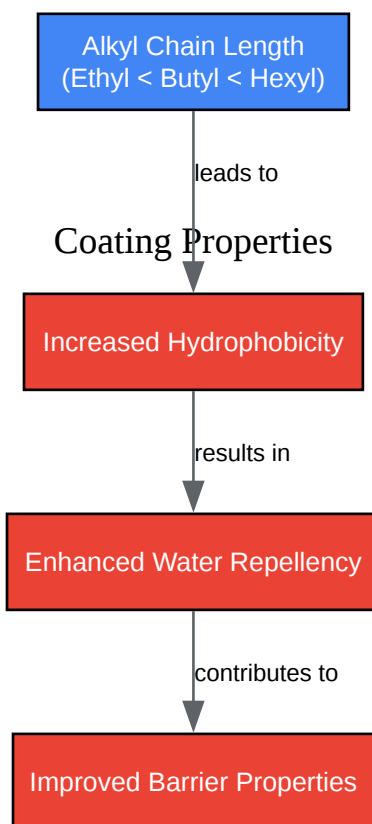 Alkyl Chain Length
(Ethyl < Butyl < Hexyl)
leads to
Coating Properties
Increased Hydrophobicity
results in
Enhanced Water Repellency
contributes to
Improved Barrier Properties